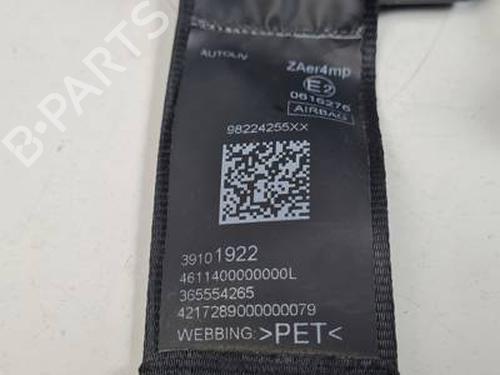 AUTOLIV
ZAer4mp
E2
0616276
AIRBAG
98224255XX
39101922
4611400000000L
365554265
4217289000000079
WEBBING: >PET<
B-PARTS